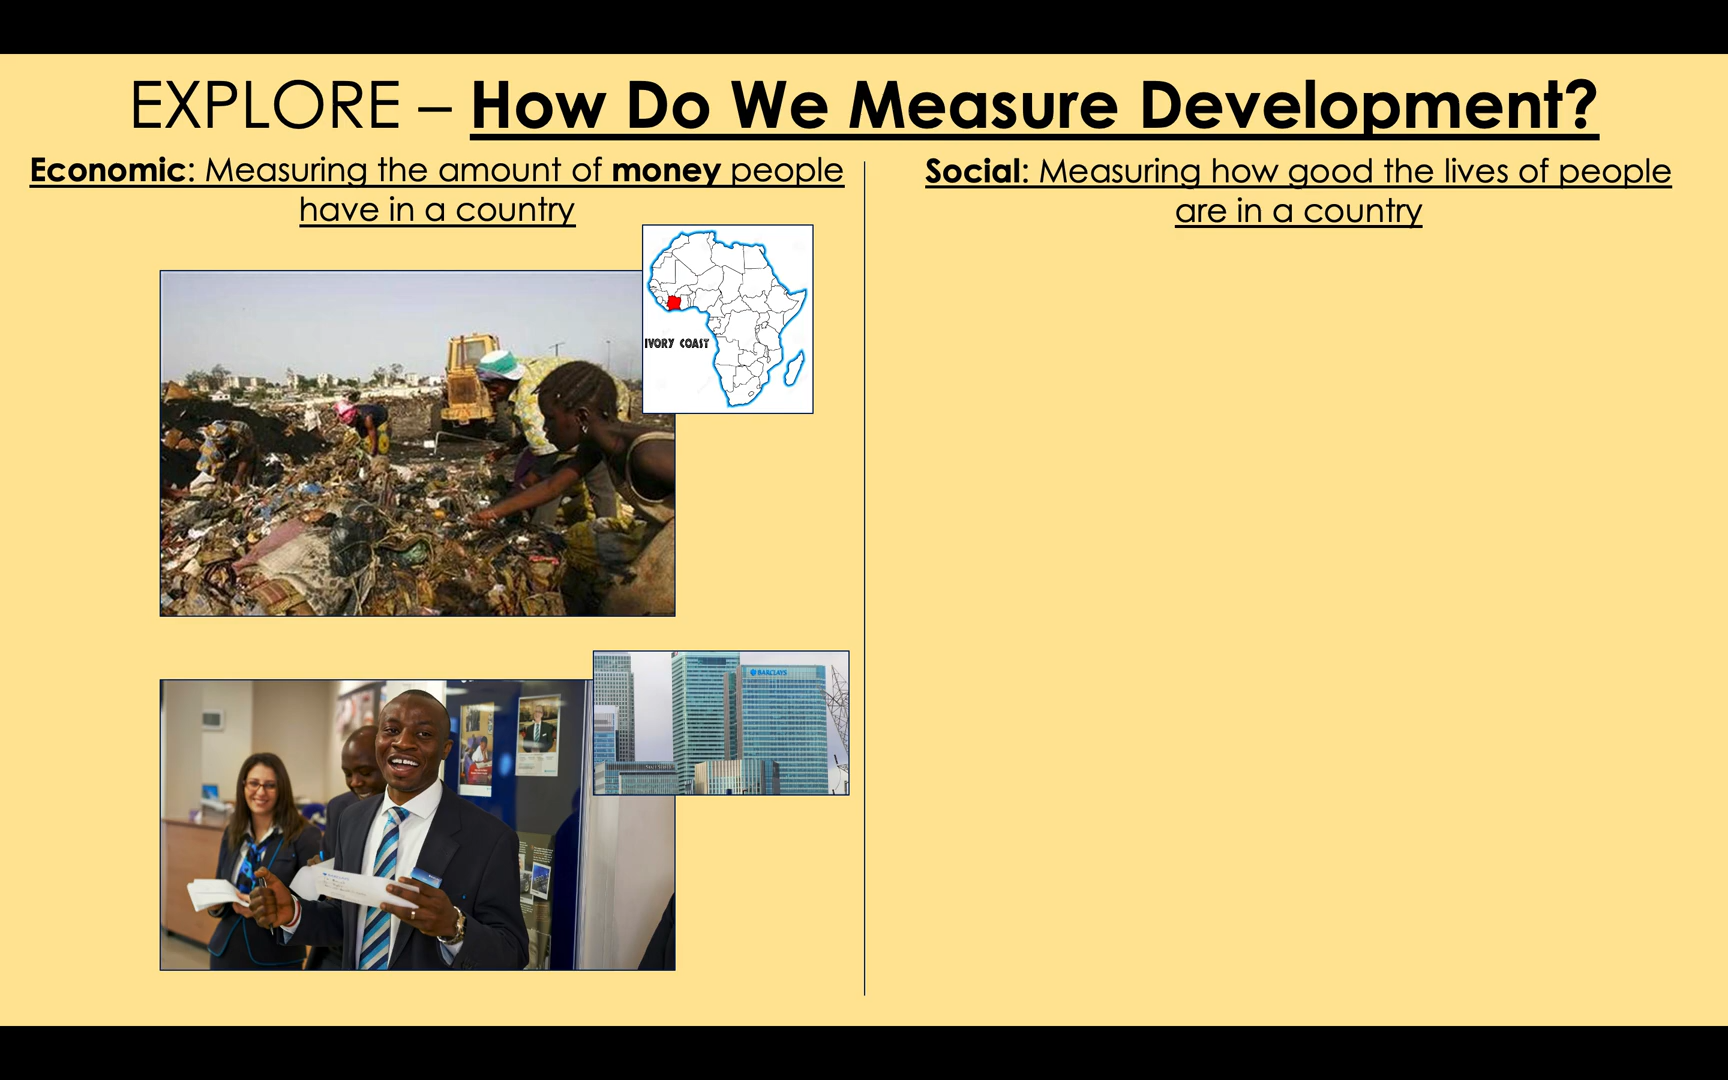 EXPLORE – How Do We Measure Development?
Economic: Measuring the amount of money people
have in a country
Social: Measuring how good the lives of people
are in a country
IVORY COAST
BARCLAYS